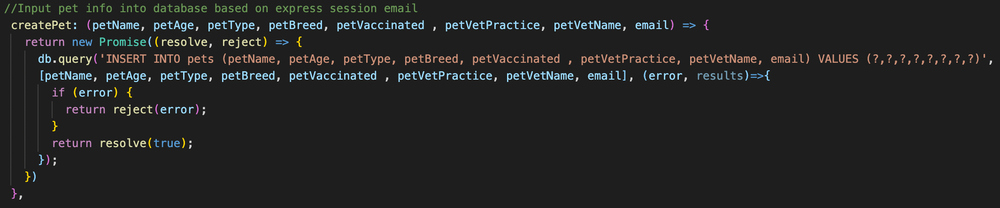 //Input pet info into database based on express session email
createPet: (petName, petAge, petType, petBreed, petVaccinated , petVetPractice, petVetName, email) => {
return new Promise((resolve, reject) => {
db.query('INSERT INTO pets (petName, petAge, petType, petBreed, petVaccinated , petVetPractice, petVetName, email) VALUES (?,?,?,?,?,?,?,?)',
[petName, petAge, petType, petBreed, petVaccinated , petVetPractice, petVetName, email], (error, results)=>{
if (error) {
return reject(error);
}
return resolve(true);
});
})
},